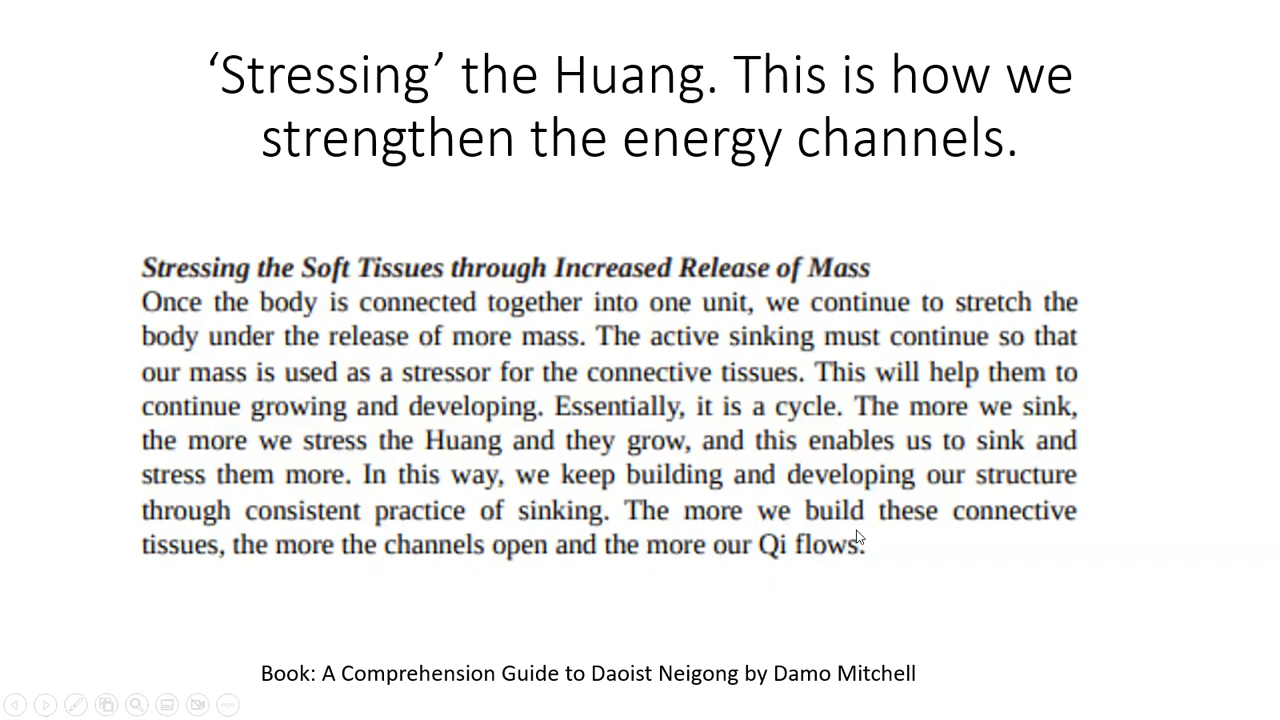 ‘Stressing’ the Huang. This is how we
strengthen the energy channels.
Stressing the Soft Tissues through Increased Release of Mass
Once the body is connected together into one unit, we continue to stretch the
body under the release of more mass. The active sinking must continue so that
our mass is used as a stressor for the connective tissues. This will help them to
continue growing and developing. Essentially, it is a cycle. The more we sink,
the more we stress the Huang and they grow, and this enables us to sink and
stress them more. In this way, we keep building and developing our structure
through consistent practice of sinking. The more we build these connective
tissues, the more the channels open and the more our Qi flows.
Book: A Comprehension Guide to Daoist Neigong by Damo Mitchell